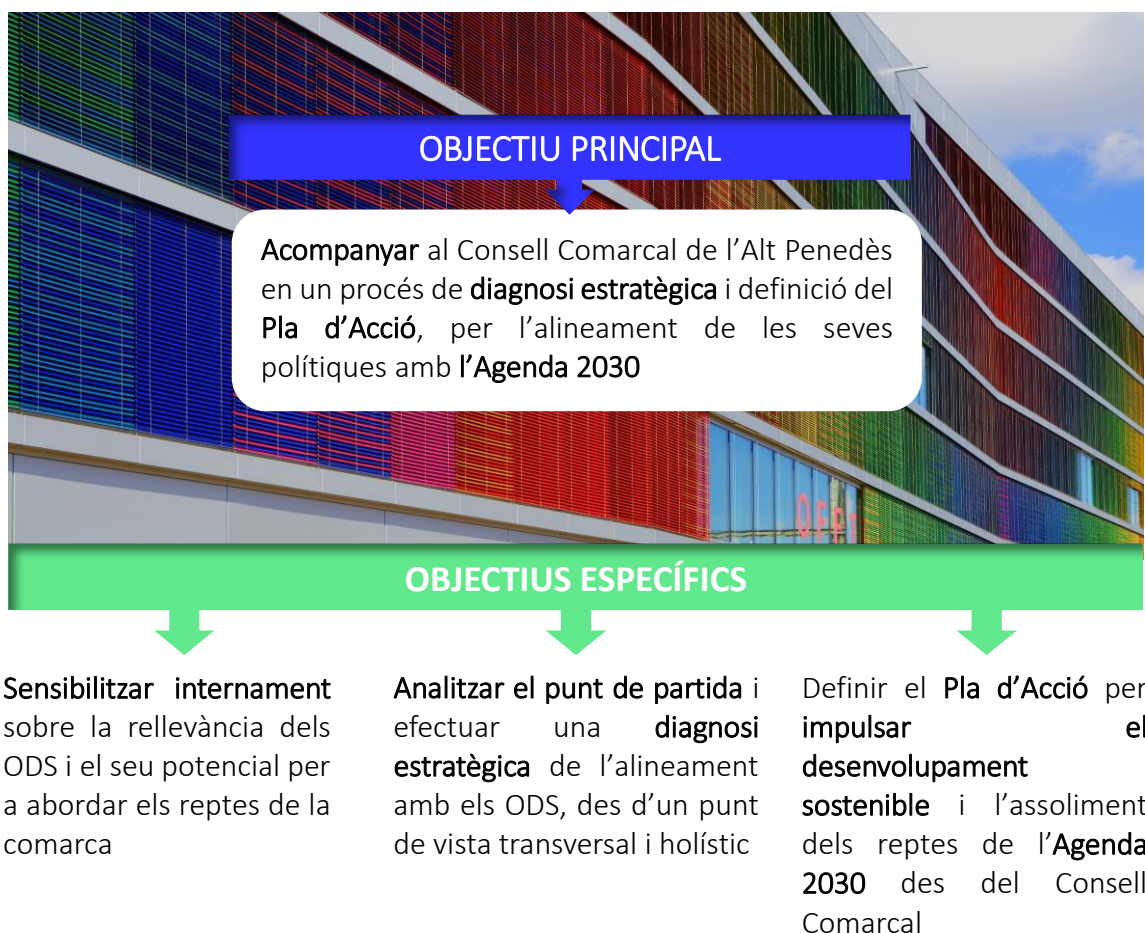 OBJECTIU PRINCIPAL
Acompanyar al Consell Comarcal de l’Alt Penedès
en un procés de diagnosi estratègica i definició del
Pla d’Acció, per l’alineament de les seves
polítiques amb l’Agenda 2030
OBJECTIUS ESPECÍFICS
Sensibilitzar internament
sobre la rellevància dels
ODS i el seu potencial per
a abordar els reptes de la
comarca
Analitzar el punt de partida i
efectuar una diagnosi
estratègica de l’alineament
amb els ODS, des d’un punt
de vista transversal i holístic
Definir el Pla d’Acció per
impulsar el
desenvolupament
sostenible i l’assoliment
dels reptes de l’Agenda
2030 des del Consell
Comarcal